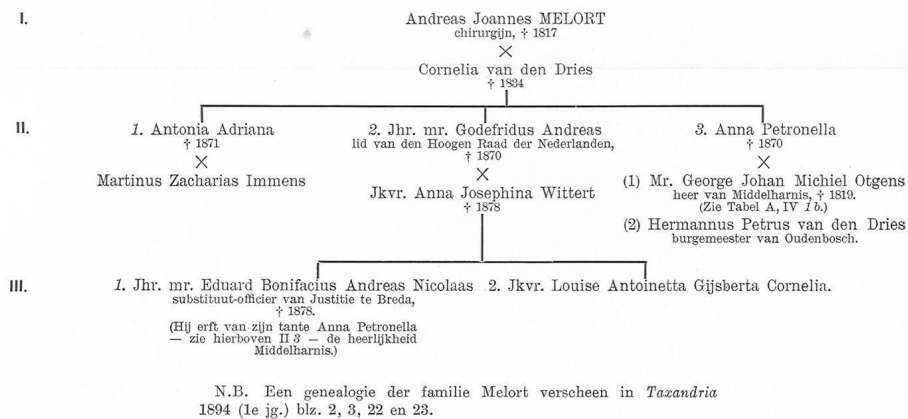 I.
Andreas Joannes MELORT
chirurgijn, † 1817
×
Cornelia van den Dries
† 1834
II.
1. Antonia Adriana
† 1871
×
Martinus Zacharias Immens
2. Jhr. mr. Godefridus Andreas
lid van den Hoogen Raad der Nederlanden,
† 1870
×
Jkvr. Anna Josephina Wittert
† 1878
3. Anna Petronella
† 1870
×
(1) Mr. George Johan Michiel Otgens
heer van Middelharnis, † 1819.
(Zie Tabel A, IV 1 b.)
(2) Hermannus Petrus van den Dries
burgemeester van Oudenbosch.
III.
1. Jhr. mr. Eduard Bonifacius Andreas Nicolaas
substituut-officier van Justitie te Breda,
† 1878.
(Hij erft van zijn tante Anna Petronella
— zie hierboven II 3 — de heerlijkheid
Middelharnis.)
2. Jkvr. Louise Antoinetta Gijsberta Cornelia.
N.B. Een genealogie der familie Melort verscheen in Taxandria
1894 (1e jg.) blz. 2, 3, 22 en 23.